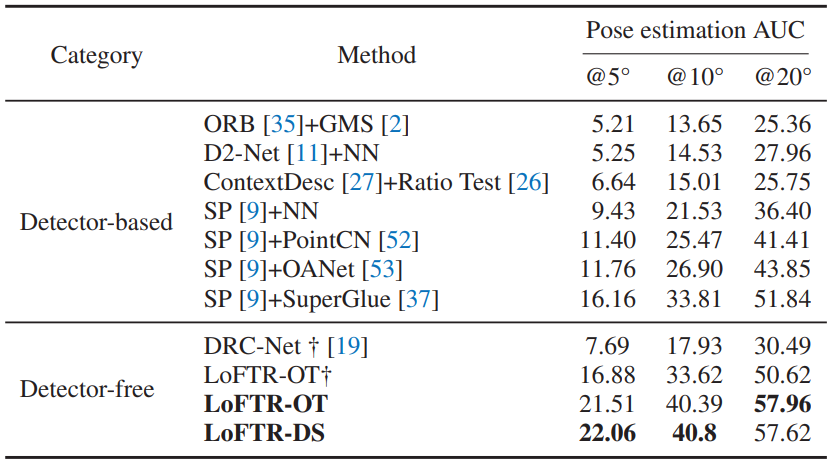 Category Method Pose estimation AUC
@5° @10° @20°
Detector-based
ORB [35]+GMS [2] 5.21 13.65 25.36
D2-Net [11]+NN 5.25 14.53 27.96
ContextDesc [27]+Ratio Test [26] 6.64 15.01 25.75
SP [9]+NN 9.43 21.53 36.40
SP [9]+PointCN [52] 11.40 25.47 41.41
SP [9]+OANet [53] 11.76 26.90 43.85
SP [9]+SuperGlue [37] 16.16 33.81 51.84
Detector-free
DRC-Net † [19] 7.69 17.93 30.49
LoFTR-OT† 16.88 33.62 50.62
LoFTR-OT 21.51 40.39 57.96
LoFTR-DS 22.06 40.8 57.62